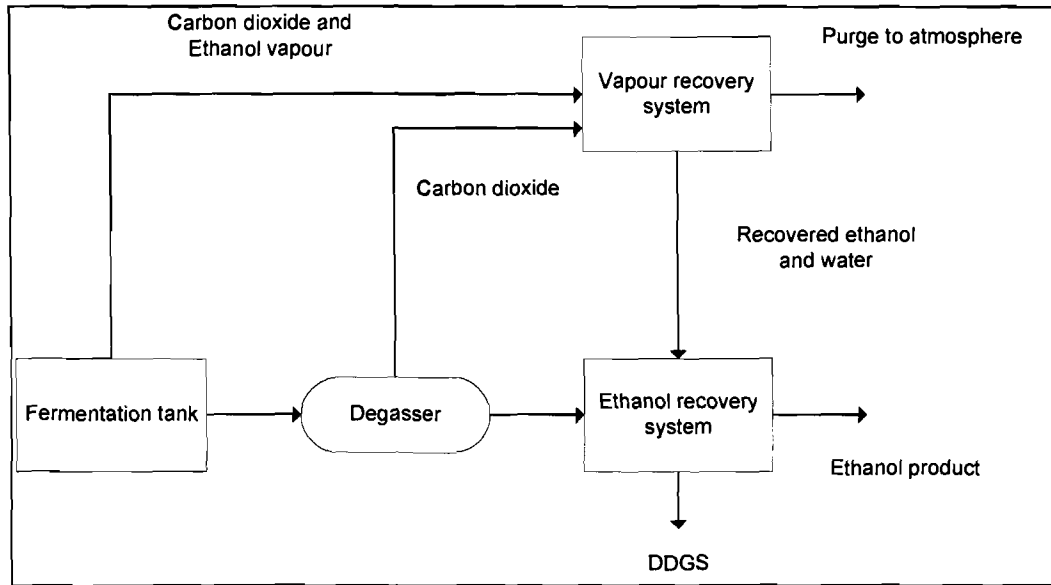 Carbon dioxide and
Ethanol vapour
Purge to atmosphere
Vapour recovery
system
Carbon dioxide
Recovered ethanol
and water
Fermentation tank
Degasser
Ethanol recovery
system
Ethanol product
DDGS